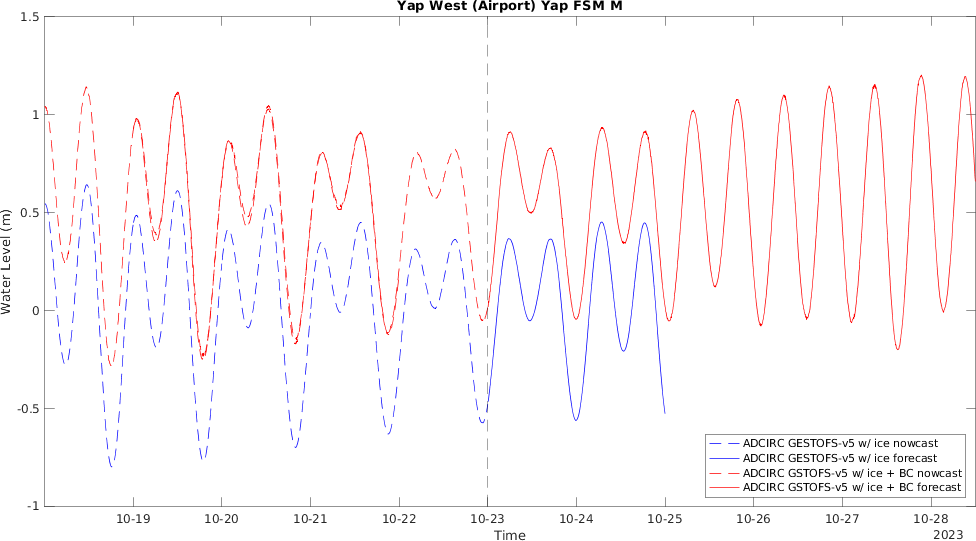 Yap West (Airport) Yap FSM M
1.5
1
0.5
0
-0.5
-1
Water Level (m)
10-19 10-20 10-21 10-22 10-23 10-24 10-25 10-26 10-27 10-28
Time
2023
ADCIRC GESTOFS-v5 w/ ice nowcast
ADCIRC GESTOFS-v5 w/ ice forecast
ADCIRC GSTOFS-v5 w/ ice + BC nowcast
ADCIRC GSTOFS-v5 w/ ice + BC forecast